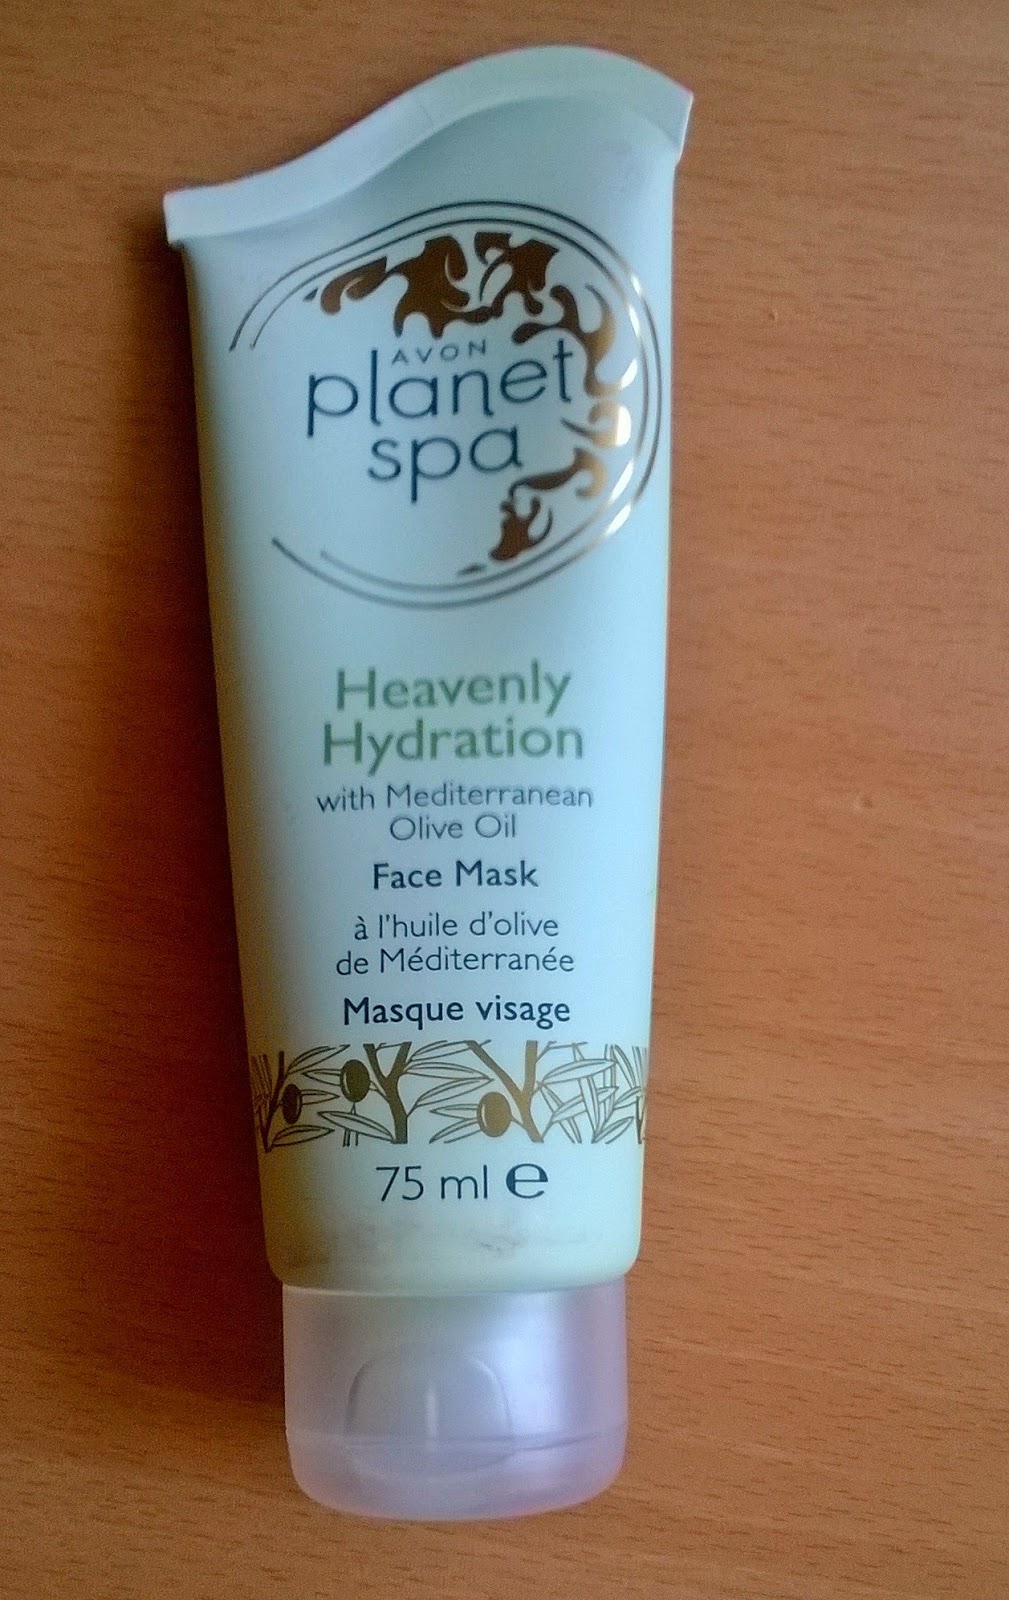 AVON
planet
spa
Heavenly
Hydration
with Mediterranean
Olive Oil
Face Mask
à l'huile d'olive
de Méditerranée
Masque visage
75 ml ℮